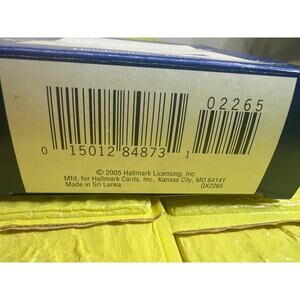 02265
0 15012 84873 1
© 2005 Hallmark Licensing, Inc.
Mfd. for Hallmark Cards, Inc., Kansas City, MO 64141
Made in Sri Lanka QX2265